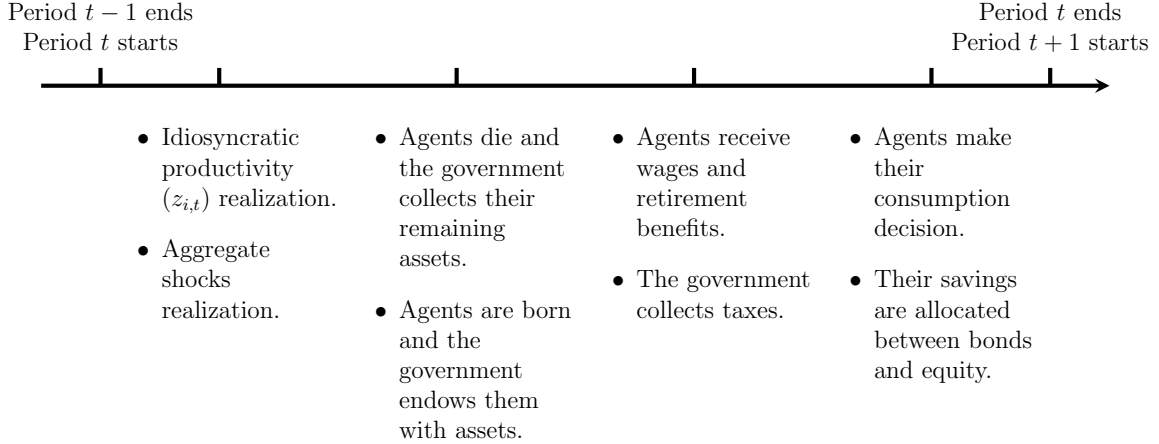 Period t − 1 ends
Period t starts
Period t ends
Period t + 1 starts
• Idiosyncratic
productivity
(z_{i,t}) realization.
• Aggregate
shocks
realization.
• Agents die and
the government
collects their
remaining
assets.
• Agents are born
and the
government
endows them
with assets.
• Agents receive
wages and
retirement
benefits.
• The government
collects taxes.
• Agents make
their
consumption
decision.
• Their savings
are allocated
between bonds
and equity.